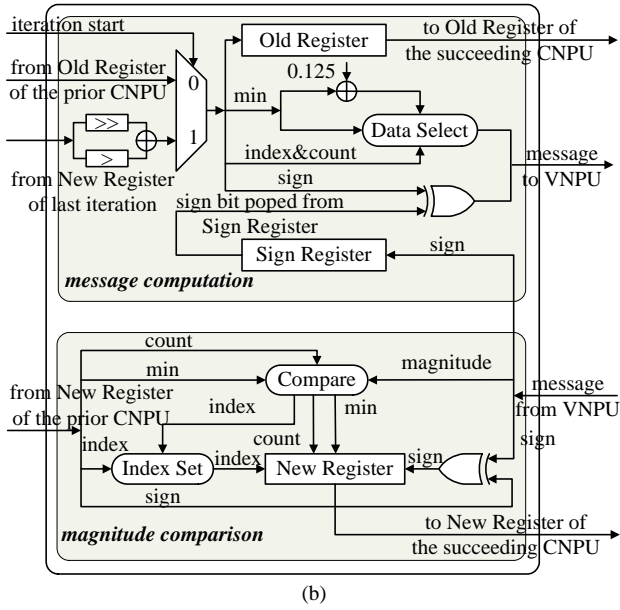 iteration start
to Old Register of
the succeeding CNPU
Old Register
from Old Register
of the prior CNPU
0.125
0
min
>>
1
Data Select
>
index&count
message
to VNPU
from New Register
of last iteration
sign
sign bit poped from
Sign Register
Sign Register
sign
message computation
count
min
Compare
magnitude
from New Register
of the prior CNPU
message
from VNPU
index
min
count
sign
index
Index Set
index
New Register
sign
sign
magnitude comparison
to New Register of
the succeeding CNPU
(b)